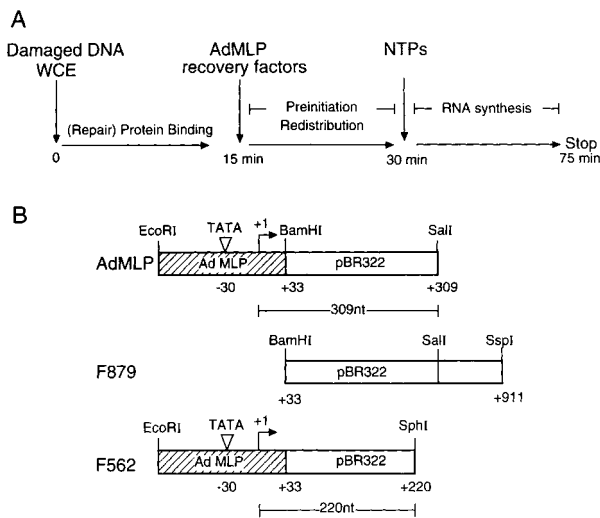 A
Damaged DNA
WCE
AdMLP
recovery factors
NTPs
(Repair) Protein Binding
Preinitiation
Redistribution
RNA synthesis
0
15 min
30 min
Stop
75 min
B
EcoRI
TATA
+1
BamHI
SalI
AdMLP
Ad MLP
pBR322
-30
+33
+309
309nt
BamHI
SalI
SspI
F879
pBR322
+33
+911
EcoRI
TATA
+1
SphI
F562
Ad MLP
pBR322
-30
+33
+220
220nt